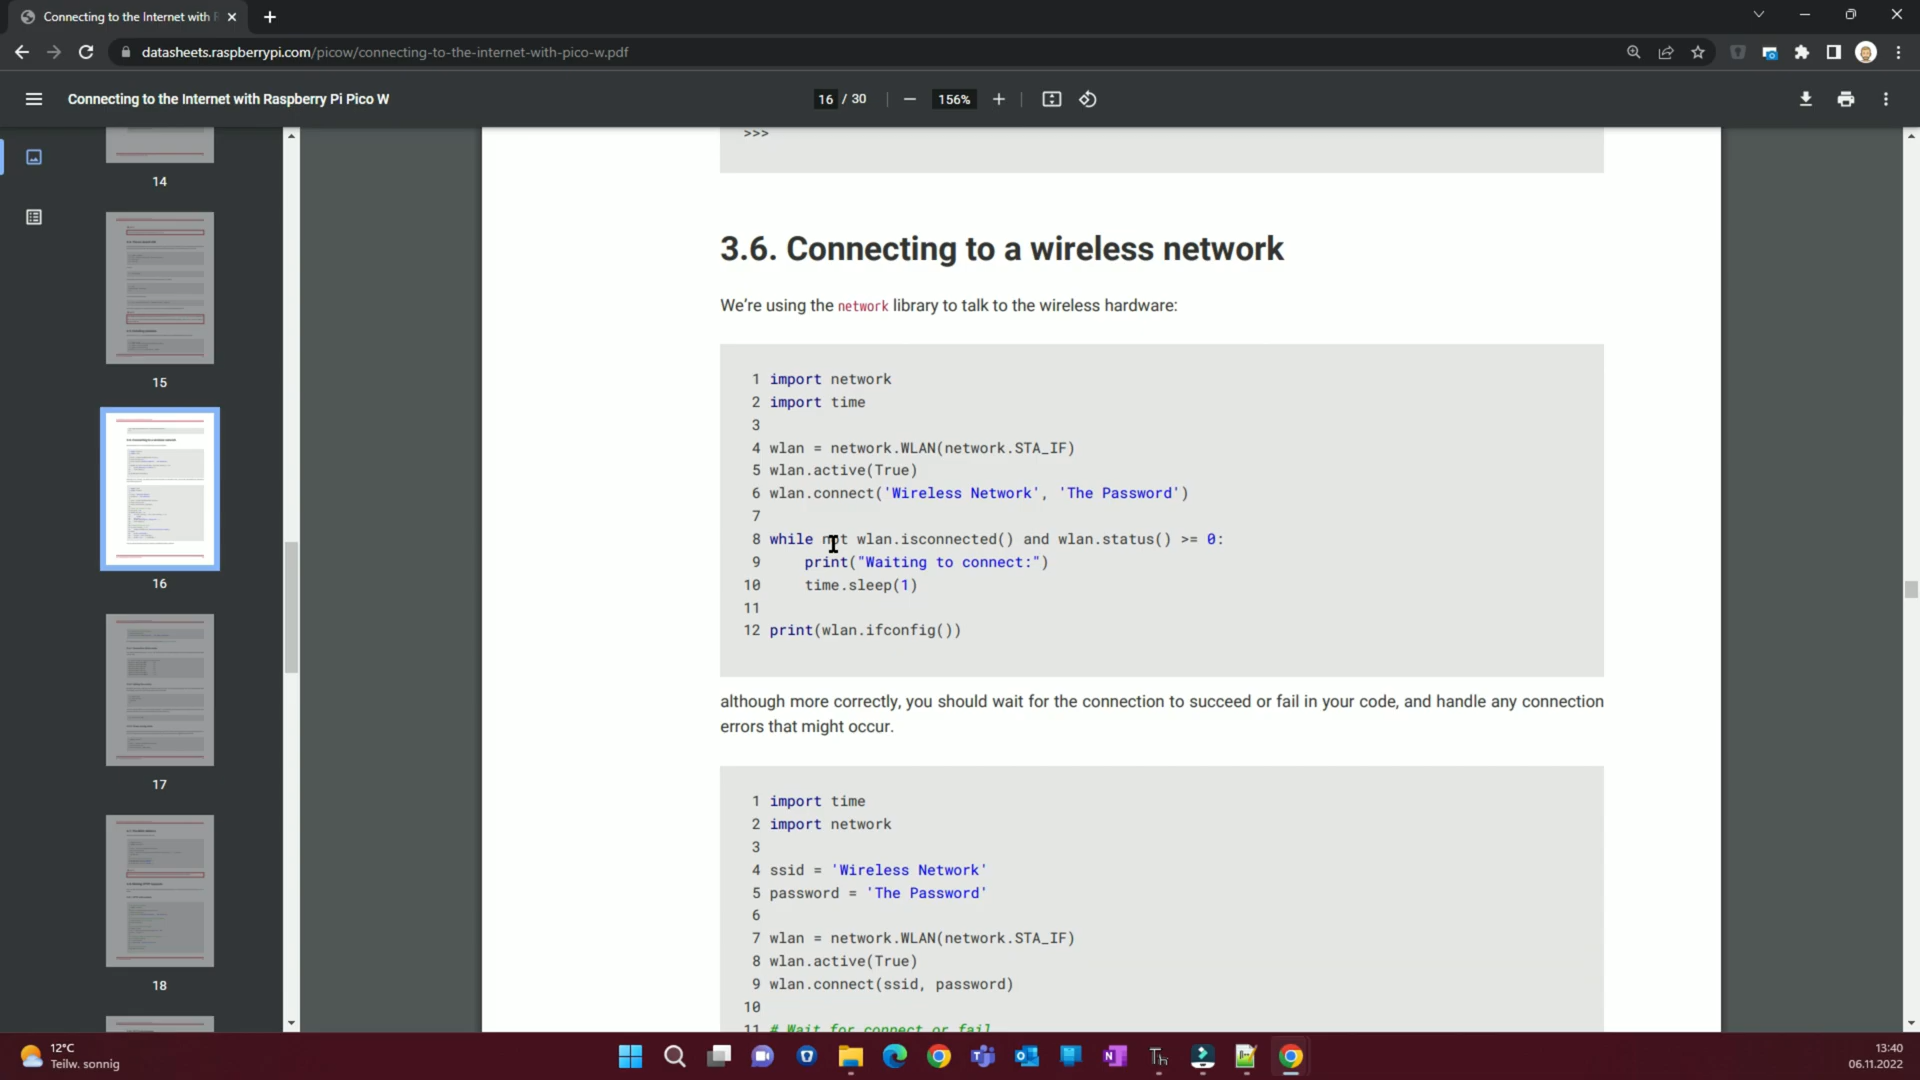 Connecting to the Internet with
datasheets.raspberrypi.com/picow/connecting-to-the-internet-with-pico-w.pdf
Connecting to the Internet with Raspberry Pi Pico W
16 / 30
156%
14
15
16
17
18
>>>
3.6. Connecting to a wireless network
We're using the network library to talk to the wireless hardware:
1 import network
2 import time
3
4 wlan = network.WLAN(network.STA_IF)
5 wlan.active(True)
6 wlan.connect('Wireless Network', 'The Password')
7
8 while not wlan.isconnected() and wlan.status() >= 0:
9     print("Waiting to connect:")
10     time.sleep(1)
11
12 print(wlan.ifconfig())
although more correctly, you should wait for the connection to succeed or fail in your code, and handle any connection
errors that might occur.
1 import time
2 import network
3
4 ssid = 'Wireless Network'
5 password = 'The Password'
6
7 wlan = network.WLAN(network.STA_IF)
8 wlan.active(True)
9 wlan.connect(ssid, password)
10
11 # Wait for connect or fail
12°C
Teilw. sonnig
13:40
06.11.2022